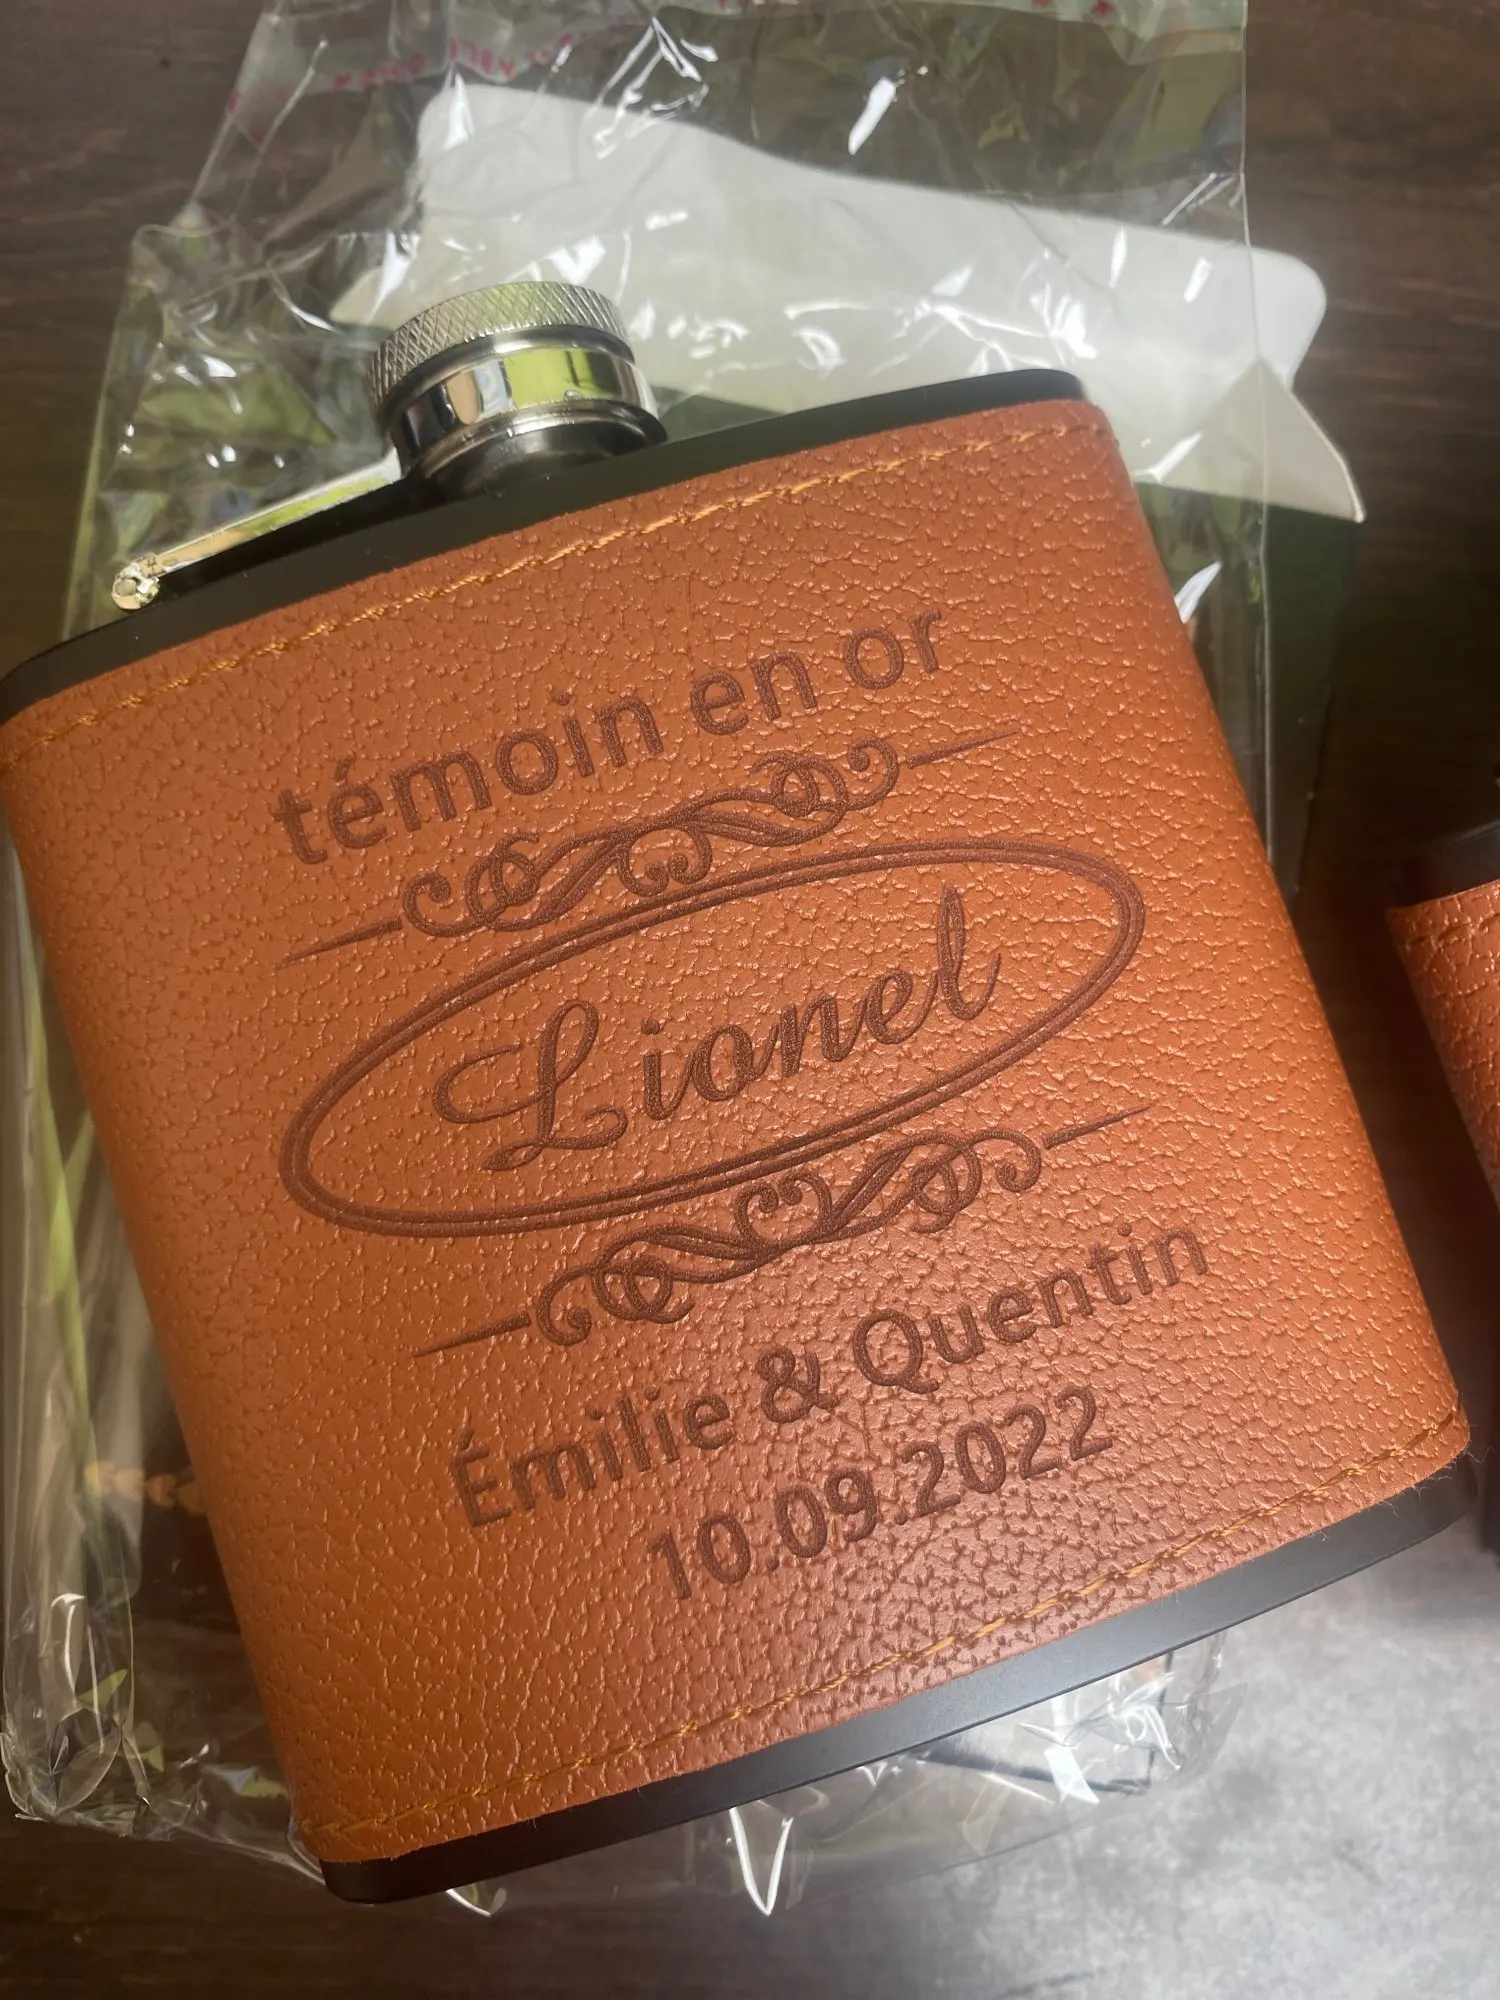 témoin en or
Lionel
Émilie & Quentin
10.09.2022